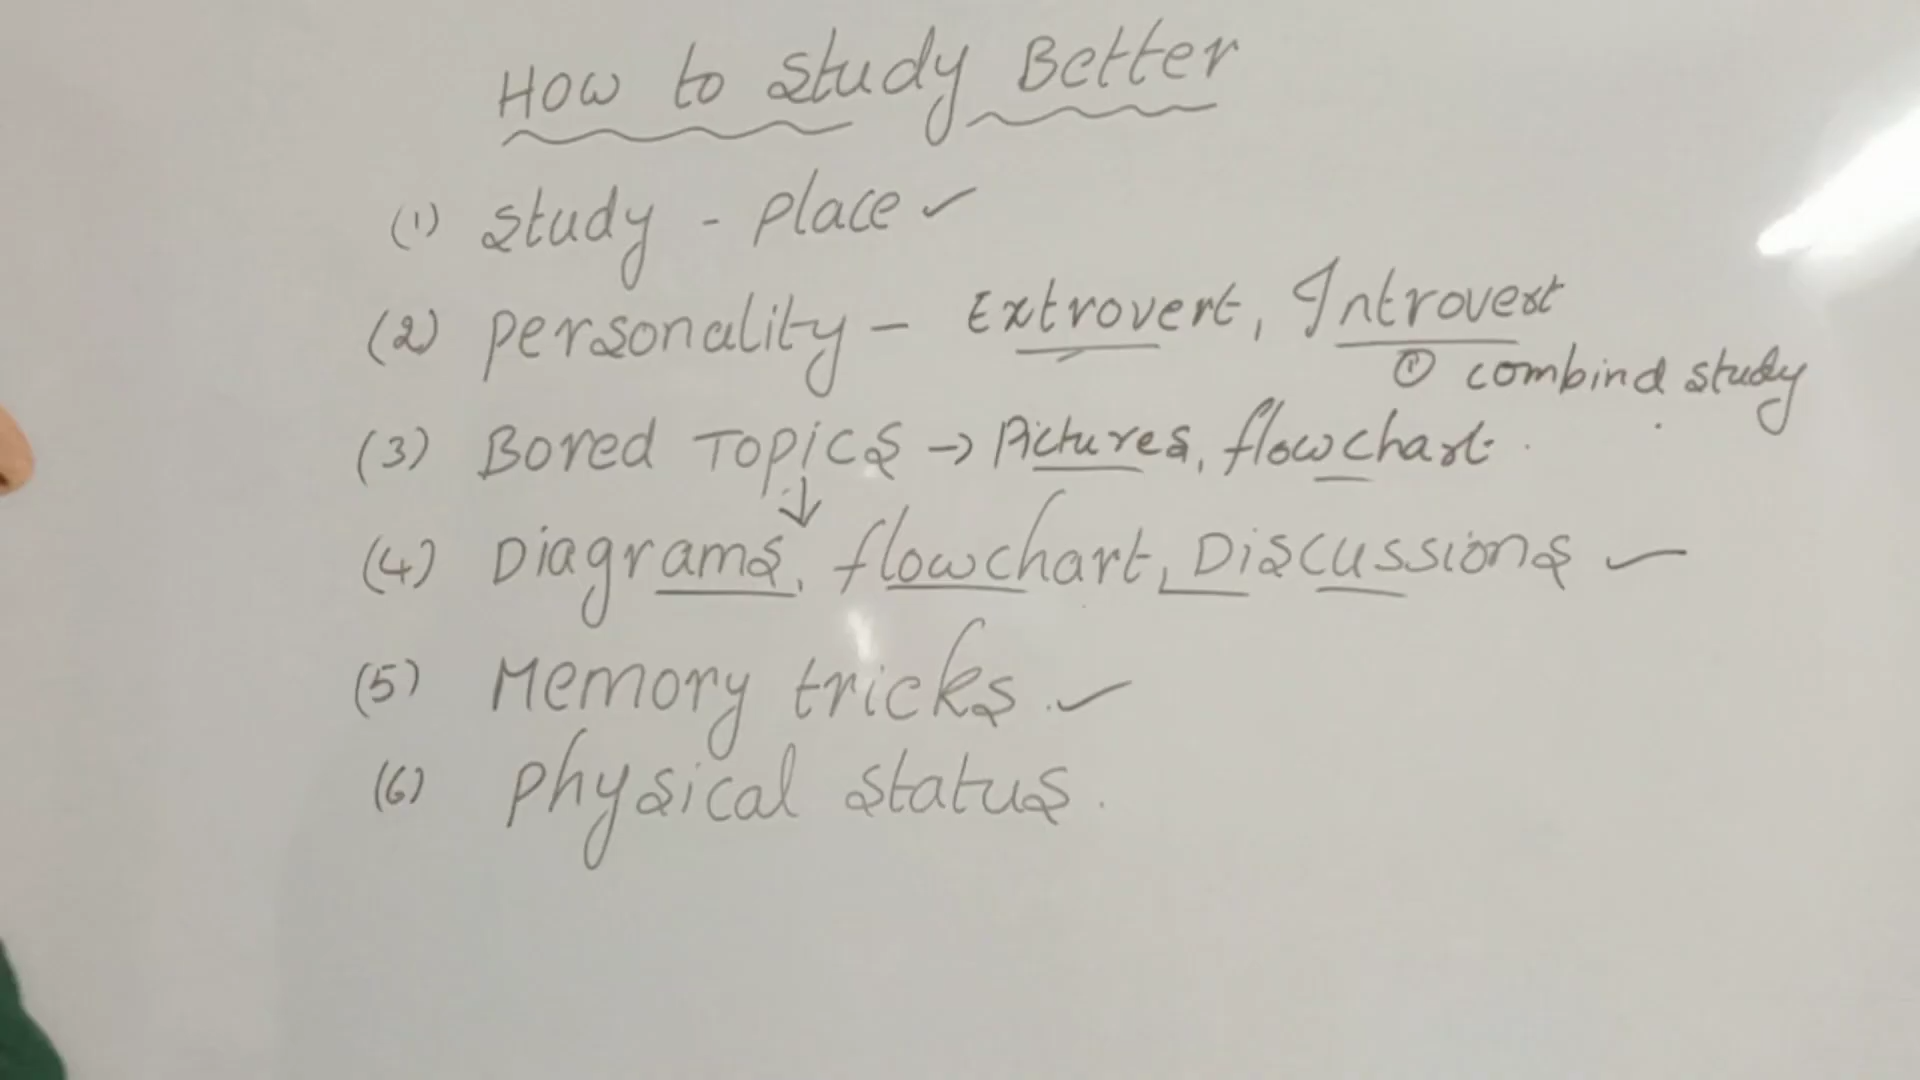 How to Study Better
(1) Study - Place ✓
(2) Personality - Extrovert, Introvert
① combind study
(3) Bored Topics → Pictures, flowchart.
↓
(4) Diagrams, flowchart, Discussions ✓
(5) Memory tricks. ✓
(6) Physical status.